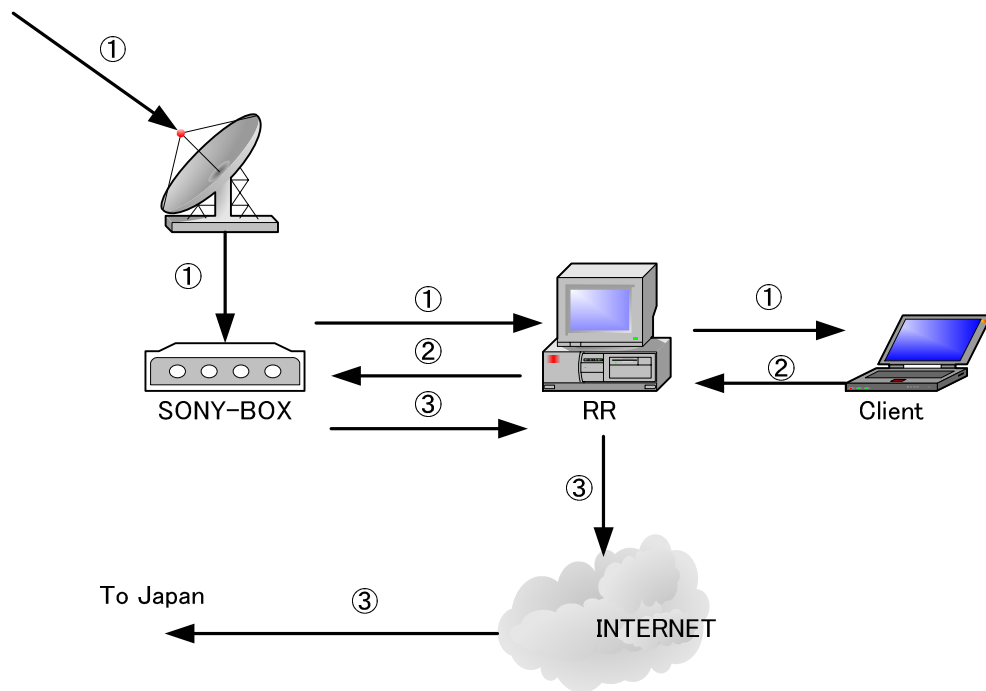 ①
①
①
①
②
②
③
SONY-BOX
RR
Client
③
To Japan
③
INTERNET